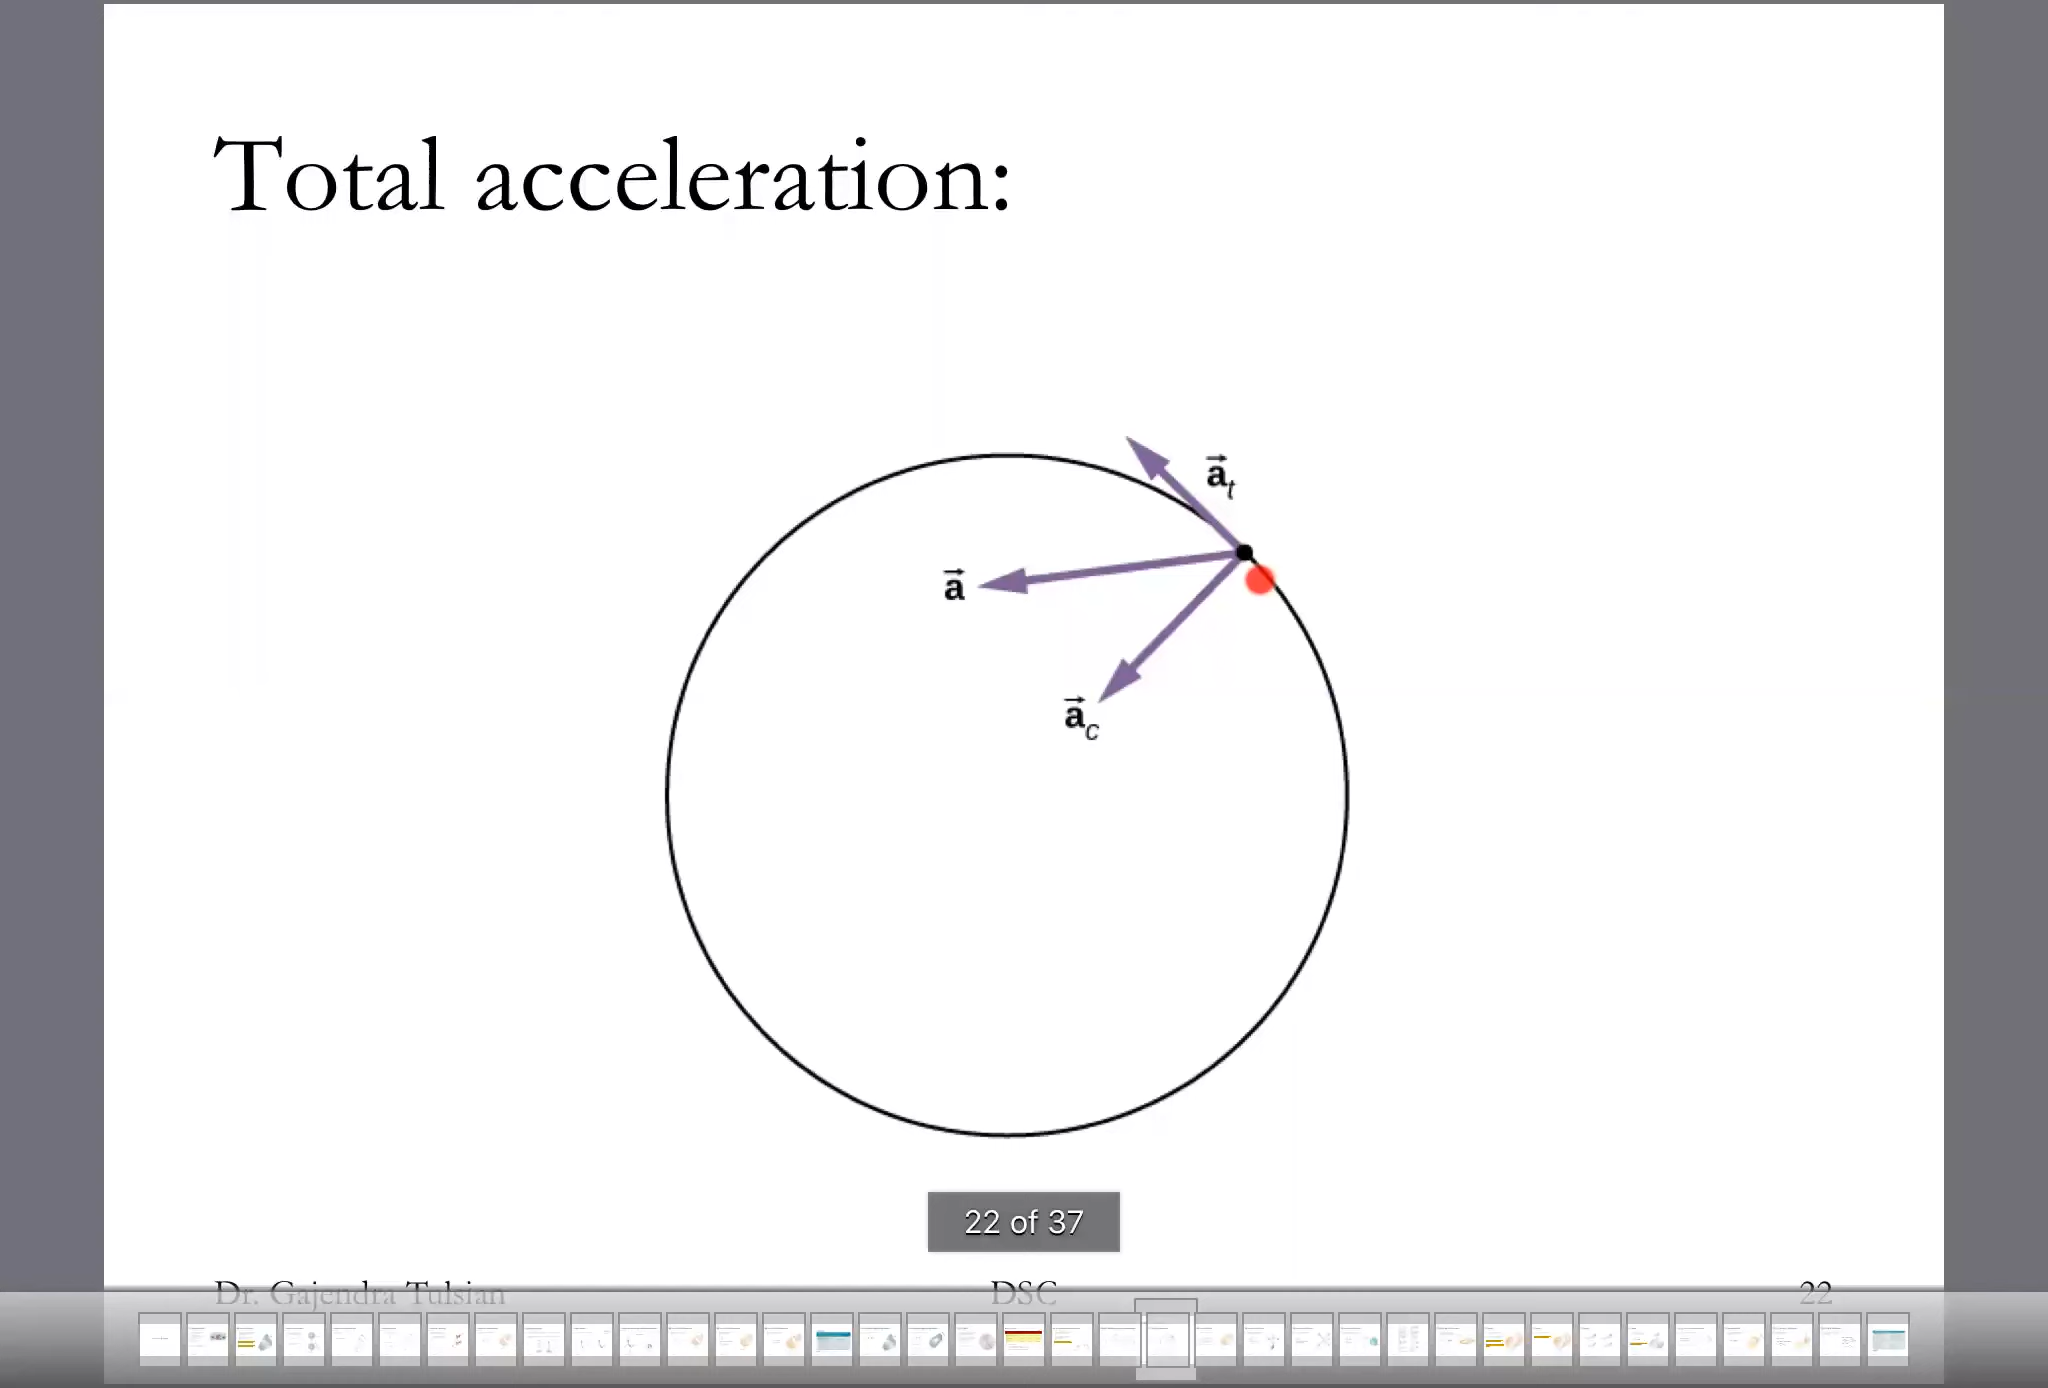 Total acceleration:
a⃗t
a⃗
a⃗c
22 of 37
Dr. Gajendra Tulsian DSC 22